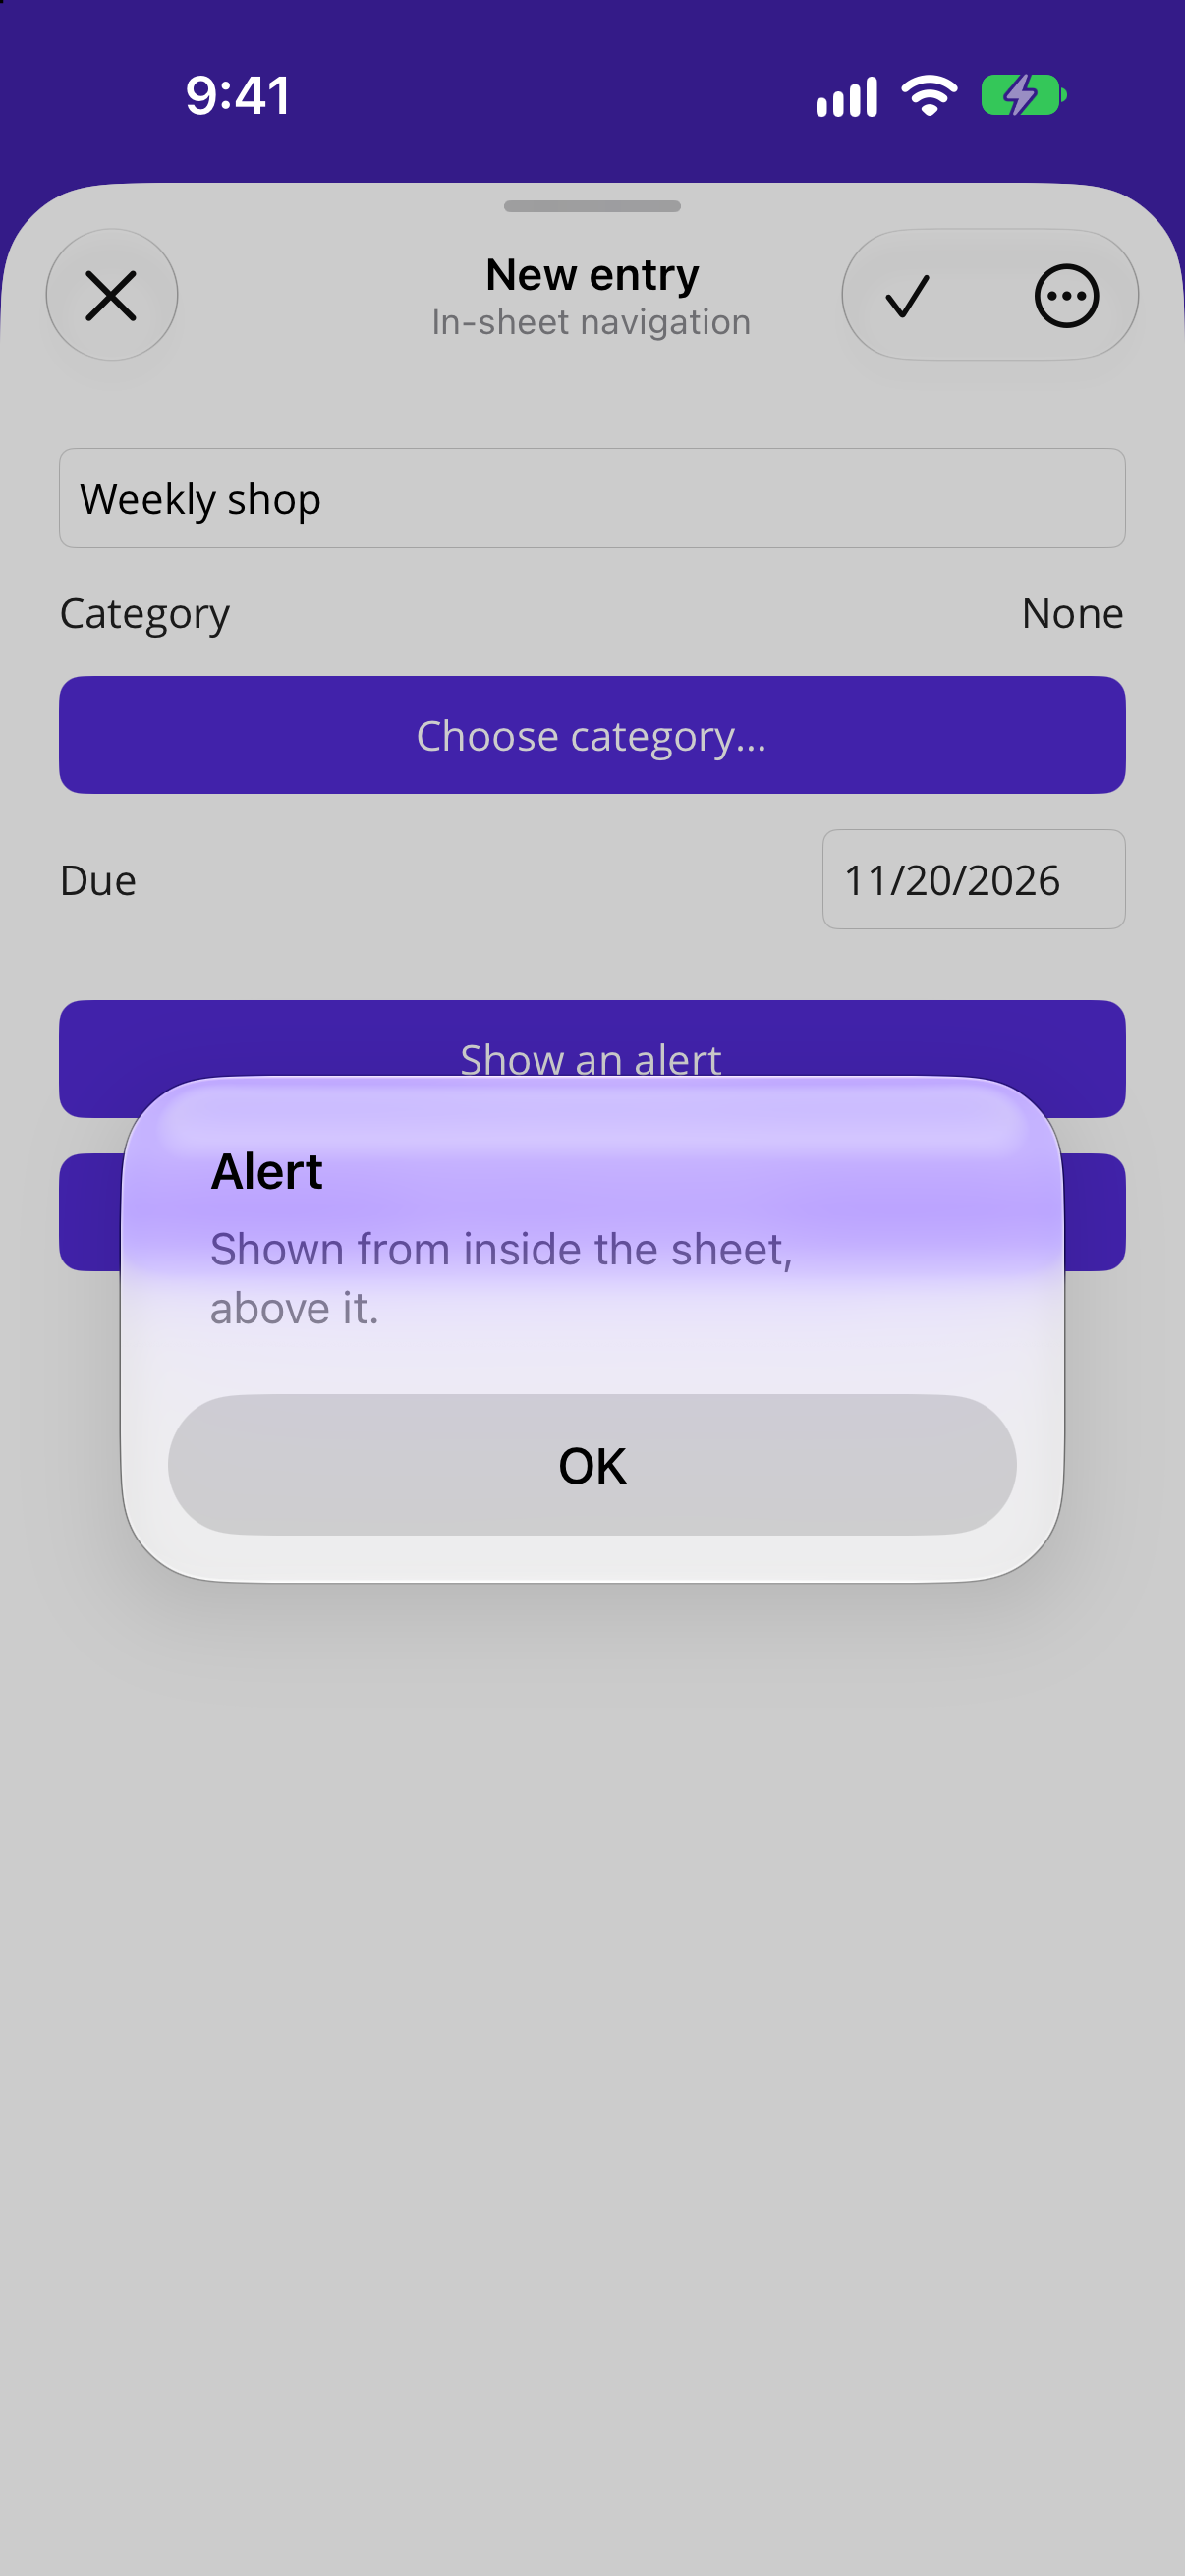 9:41
New entry
In-sheet navigation
Weekly shop
Category
None
Choose category...
Due
11/20/2026
Show an alert
Alert
Shown from inside the sheet,
above it.
OK